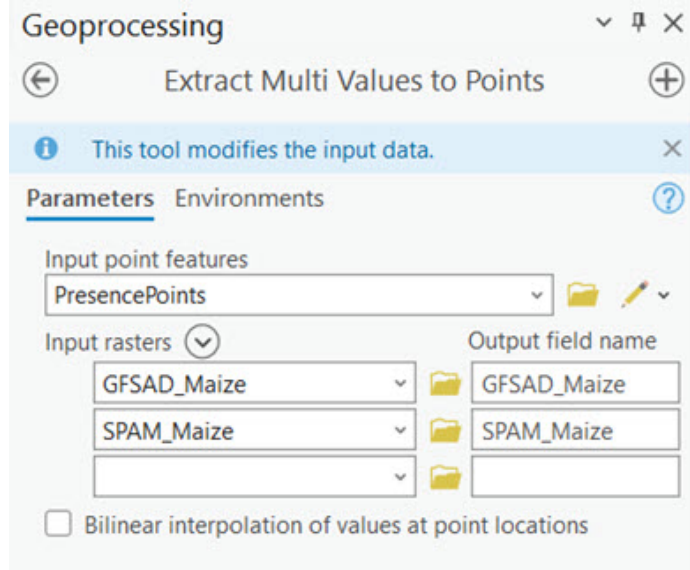 Geoprocessing
Extract Multi Values to Points
This tool modifies the input data.
Parameters Environments
Input point features
PresencePoints
Input rasters Output field name
GFSAD_Maize GFSAD_Maize
SPAM_Maize SPAM_Maize
Bilinear interpolation of values at point locations